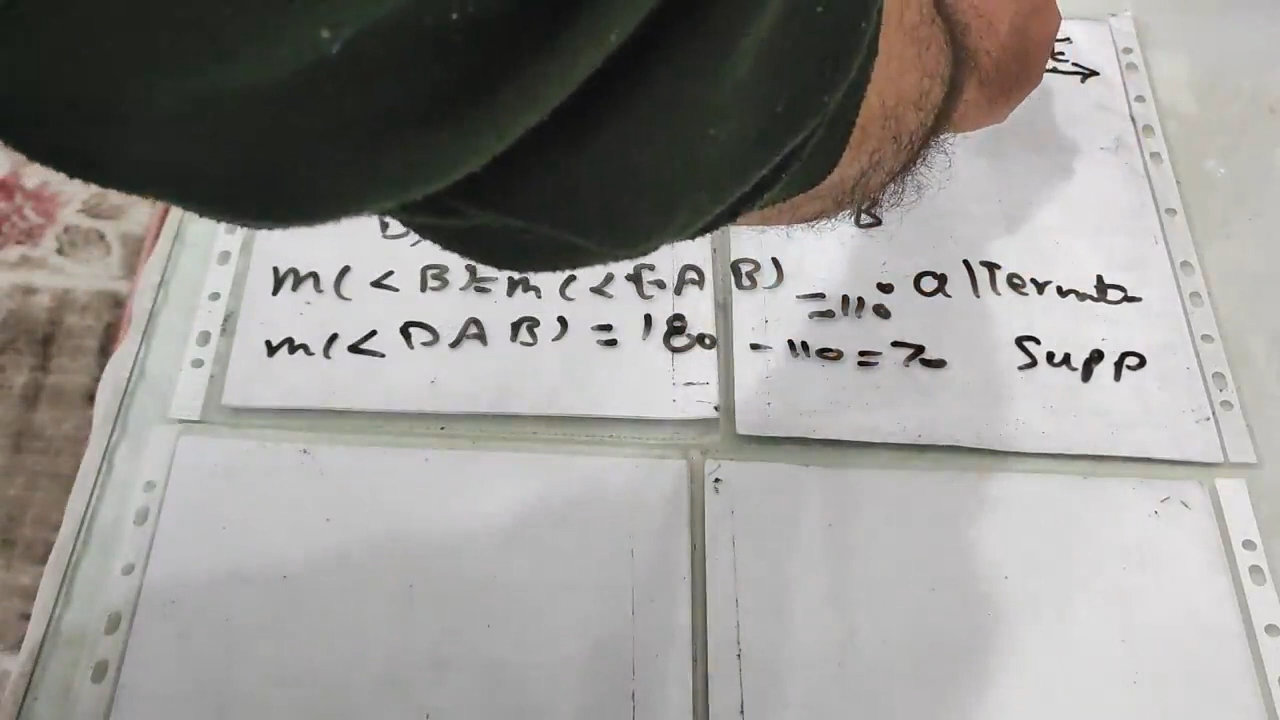 m(<B)=m(<EAB) =110° alternate
m(<DAB)=180 -110=70 Supp